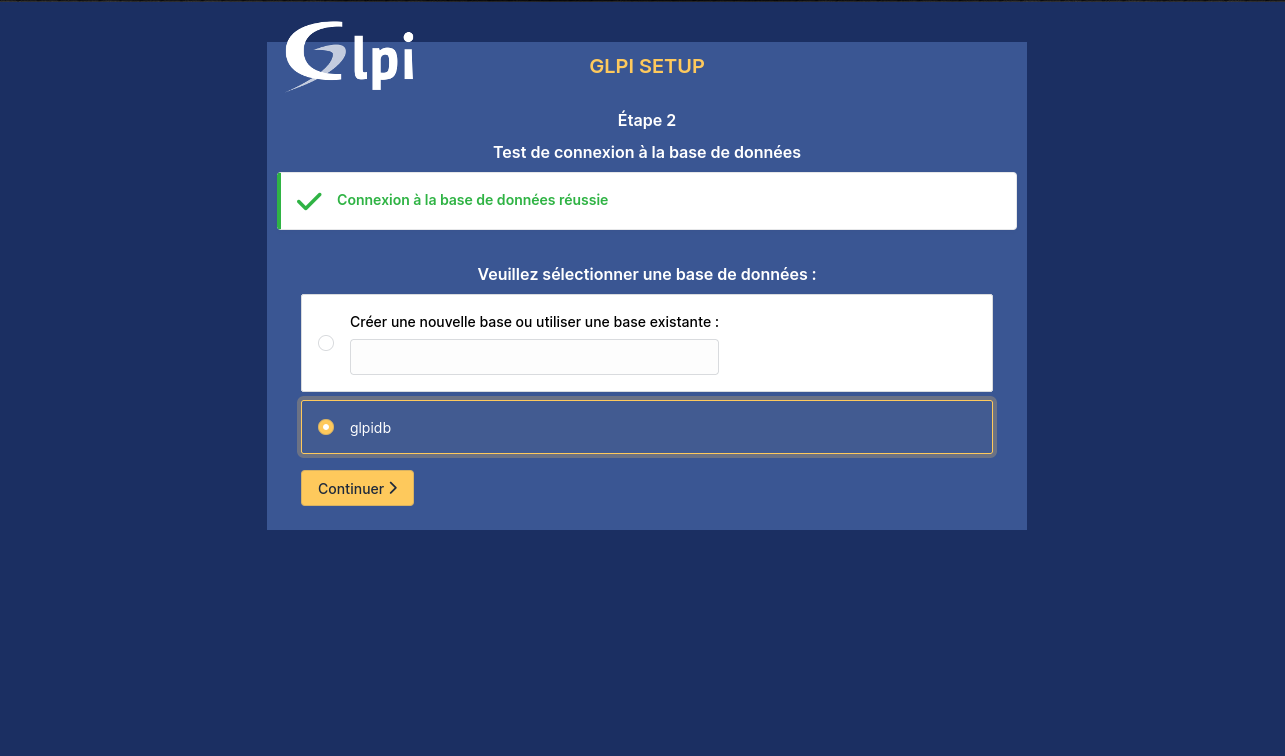 Glpi
GLPI SETUP
Étape 2
Test de connexion à la base de données
Connexion à la base de données réussie
Veuillez sélectionner une base de données :
Créer une nouvelle base ou utiliser une base existante :
glpidb
Continuer